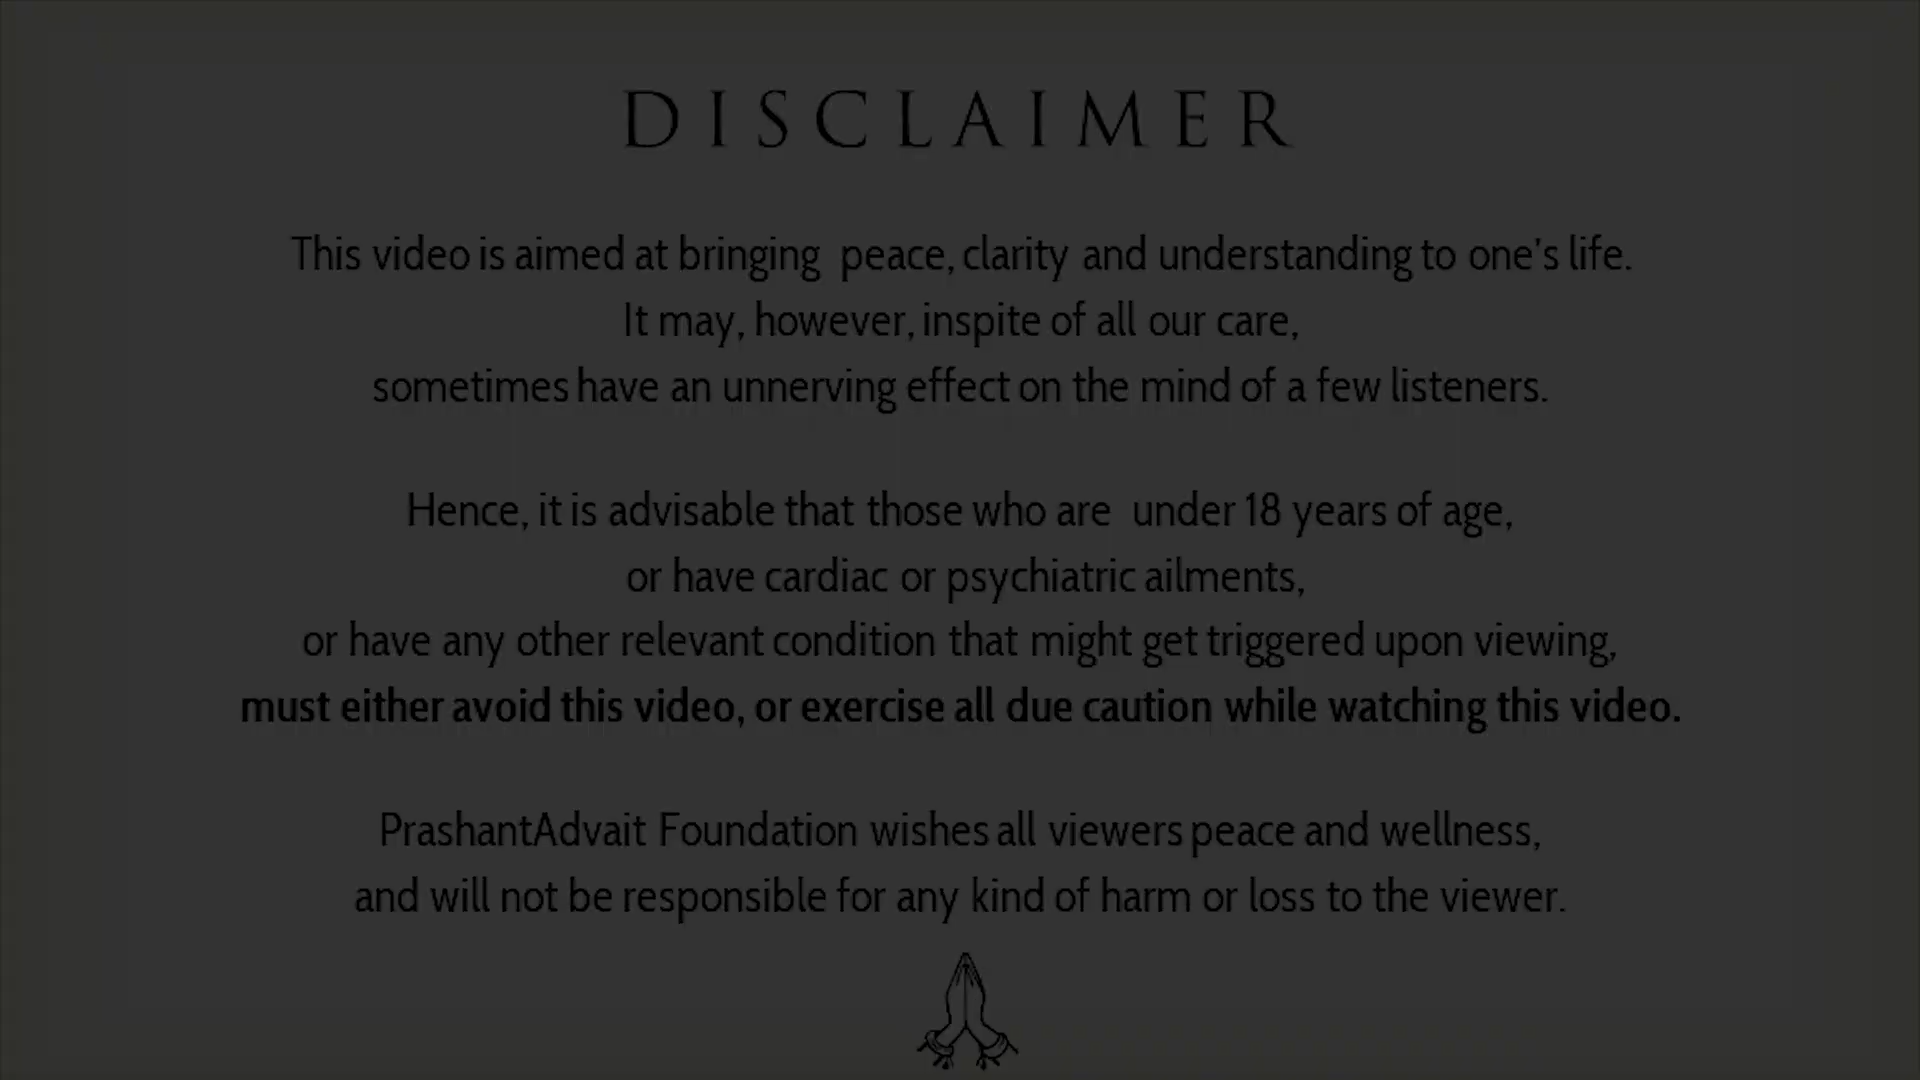 DISCLAIMER
This video is aimed at bringing peace, clarity and understanding to one's life.
It may, however, inspite of all our care,
sometimes have an unnerving effect on the mind of a few listeners.
Hence, it is advisable that those who are under 18 years of age,
or have cardiac or psychiatric ailments,
or have any other relevant condition that might get triggered upon viewing,
must either avoid this video, or exercise all due caution while watching this video.
PrashantAdvait Foundation wishes all viewers peace and wellness,
and will not be responsible for any kind of harm or loss to the viewer.